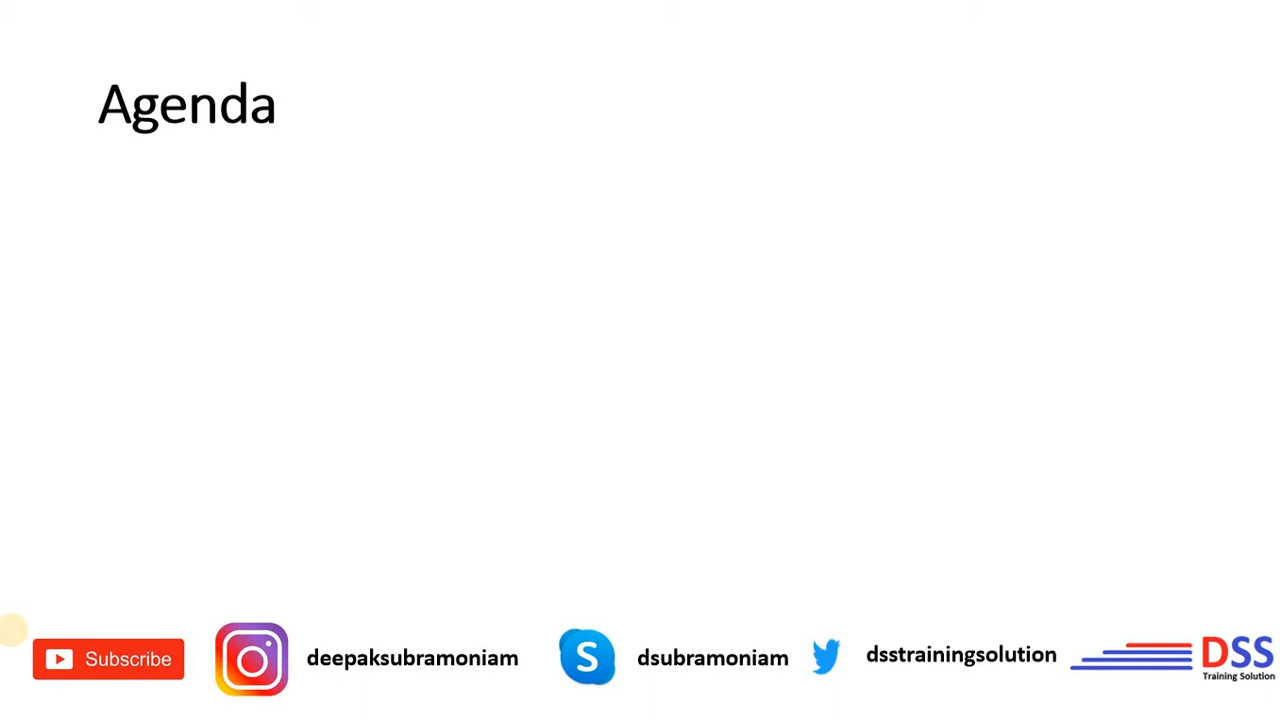 Agenda
Subscribe
deepaksubramoniam
S
dsubramoniam
dsstrainingsolution
DSS
Training Solution